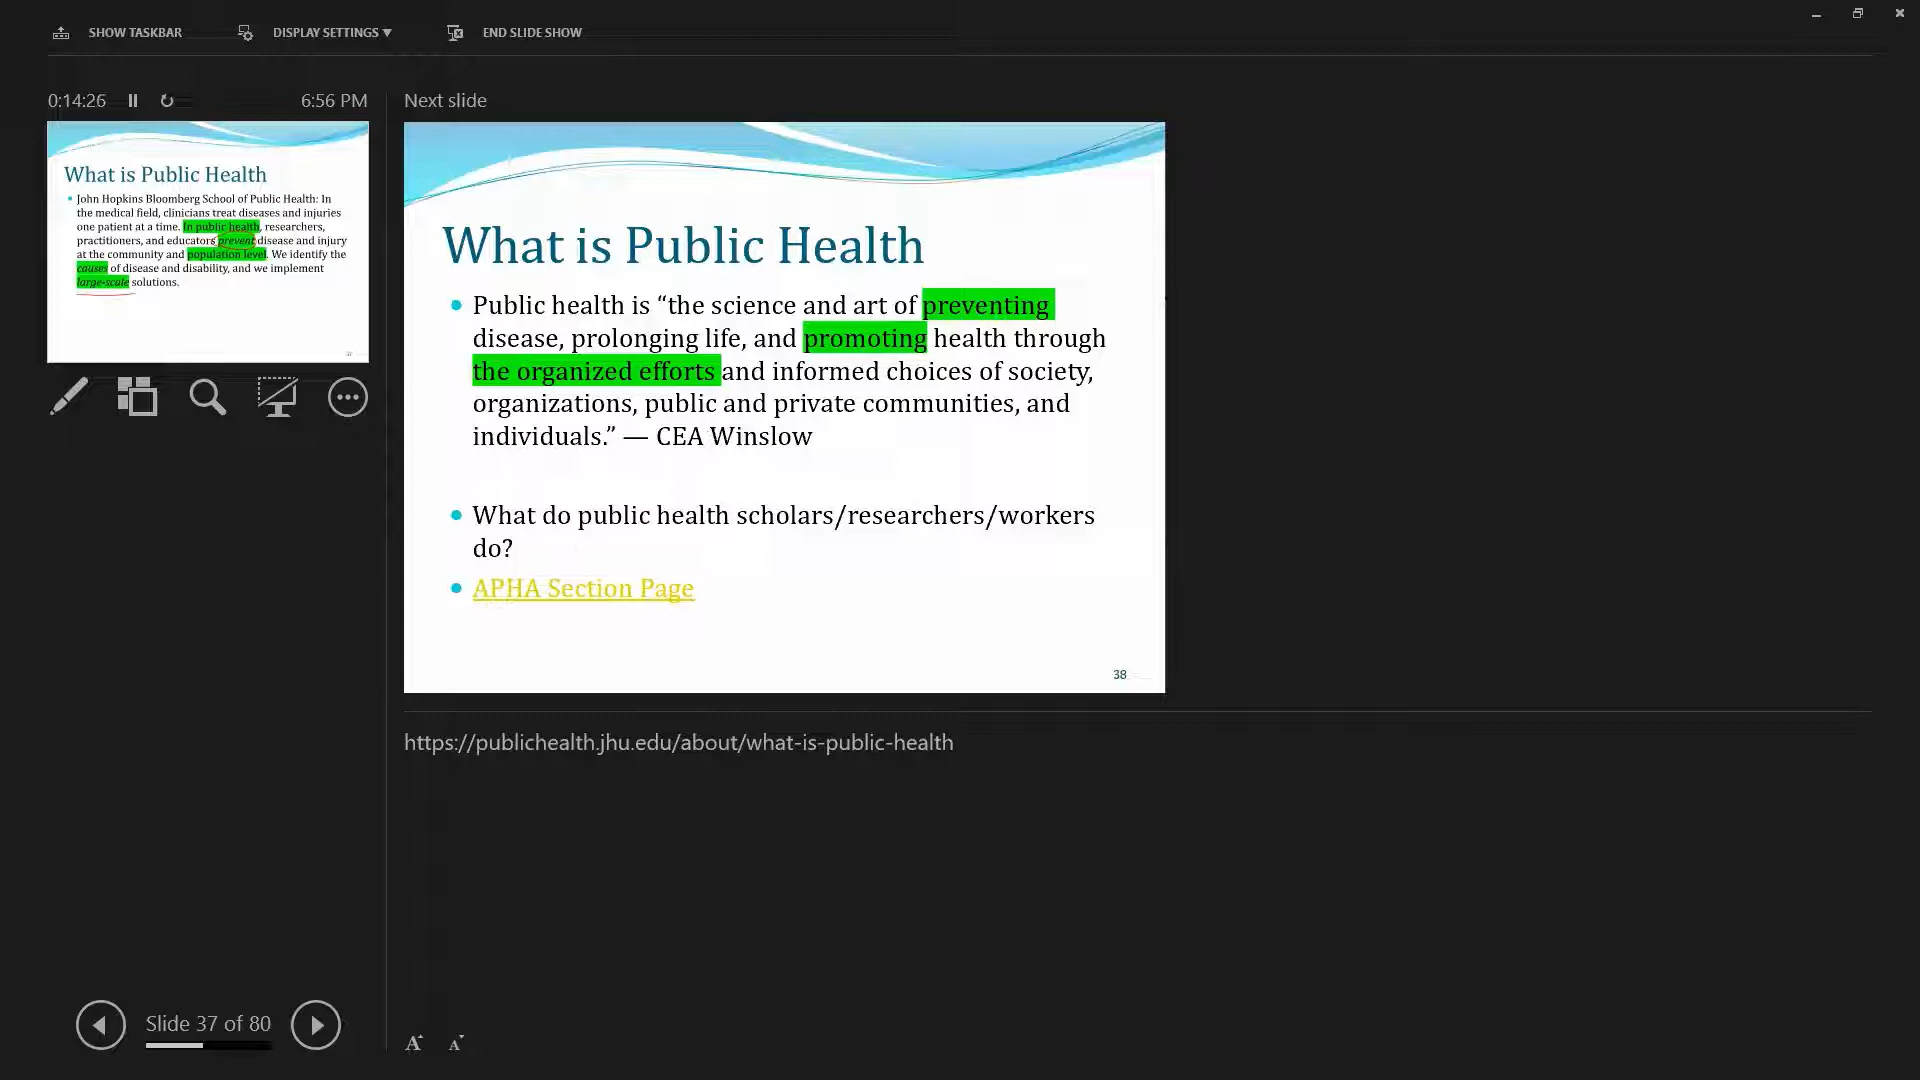 SHOW TASKBAR
DISPLAY SETTINGS ▼
END SLIDE SHOW
0:14:26
6:56 PM
Next slide
What is Public Health
• John Hopkins Bloomberg School of Public Health: In
the medical field, clinicians treat diseases and injuries
one patient at a time. In public health, researchers,
practitioners, and educators prevent disease and injury
at the community and population level. We identify the
causes of disease and disability, and we implement
large-scale solutions.
What is Public Health
• Public health is “the science and art of preventing
disease, prolonging life, and promoting health through
the organized efforts and informed choices of society,
organizations, public and private communities, and
individuals.” — CEA Winslow
• What do public health scholars/researchers/workers
do?
• APHA Section Page
38
https://publichealth.jhu.edu/about/what-is-public-health
Slide 37 of 80
A A